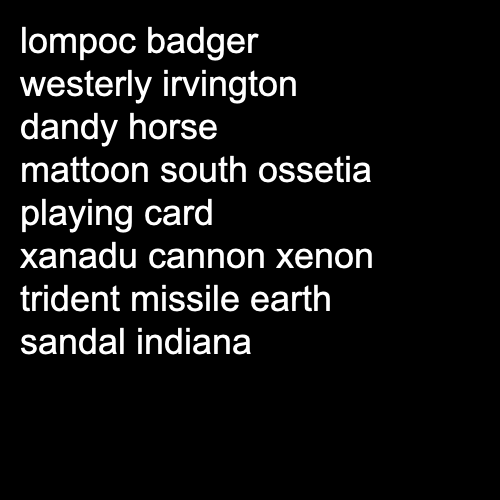 lompoc badger
westerly irvington
dandy horse
mattoon south ossetia
playing card
xanadu cannon xenon
trident missile earth
sandal indiana